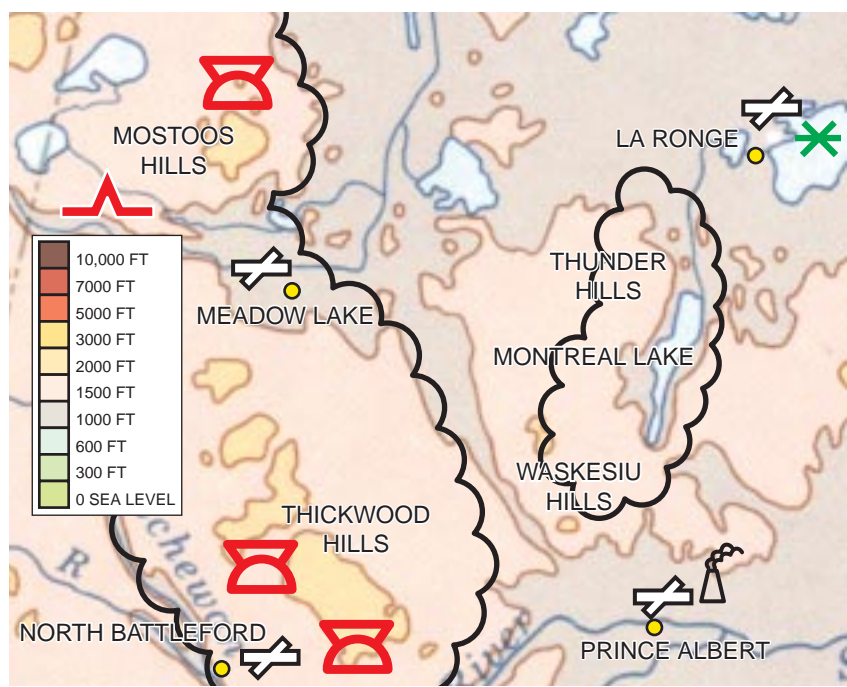 LA RONGE
MOSTOOS
HILLS
10,000 FT
7000 FT
5000 FT
3000 FT
2000 FT
1500 FT
1000 FT
600 FT
300 FT
0 SEA LEVEL
THUNDER
HILLS
MEADOW LAKE
MONTREAL LAKE
WASKESIU
HILLS
THICKWOOD
HILLS
R
NORTH BATTLEFORD
River
PRINCE ALBERT